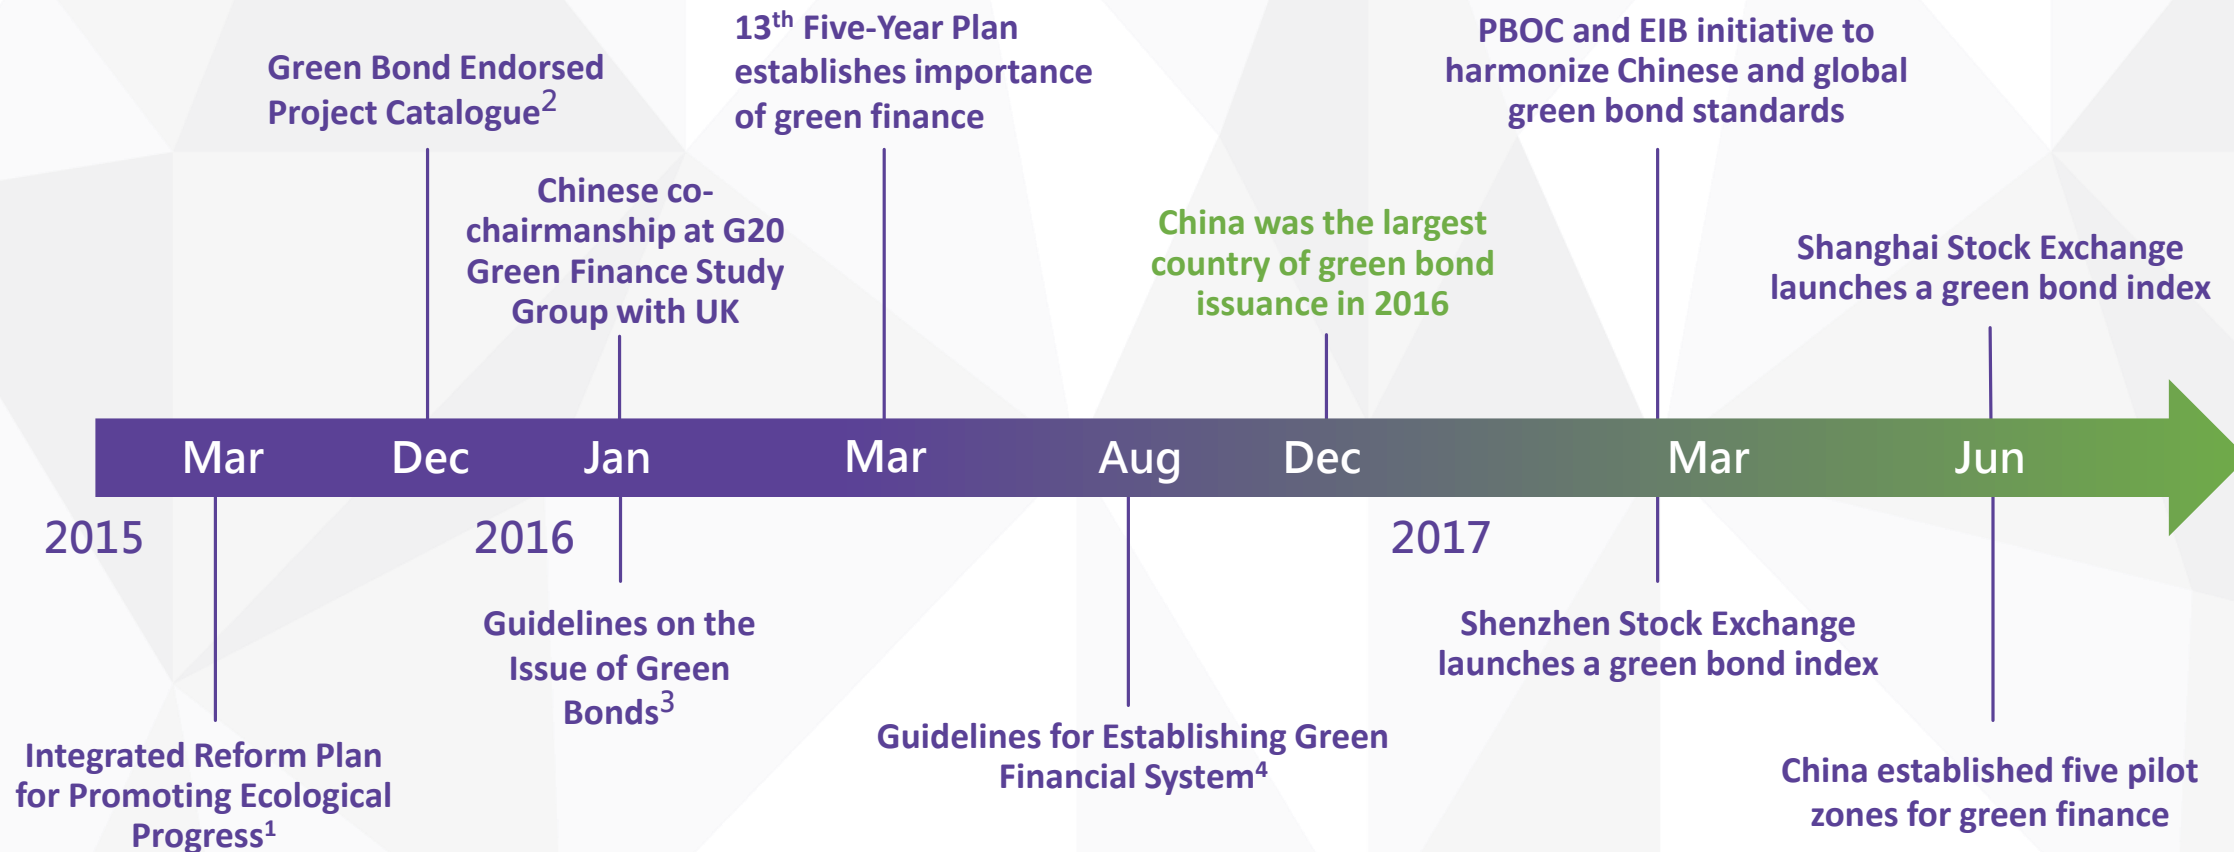 13th Five-Year Plan
establishes importance
of green finance
PBOC and EIB initiative to
harmonize Chinese and global
green bond standards
Green Bond Endorsed
Project Catalogue2
Chinese co-
chairmanship at G20
Green Finance Study
Group with UK
China was the largest
country of green bond
issuance in 2016
Shanghai Stock Exchange
launches a green bond index
Mar Dec Jan Mar Aug Dec Mar Jun
2015 2016 2017
Guidelines on the
Issue of Green
Bonds3
Shenzhen Stock Exchange
launches a green bond index
Guidelines for Establishing Green
Financial System4
Integrated Reform Plan
for Promoting Ecological
Progress1
China established five pilot
zones for green finance